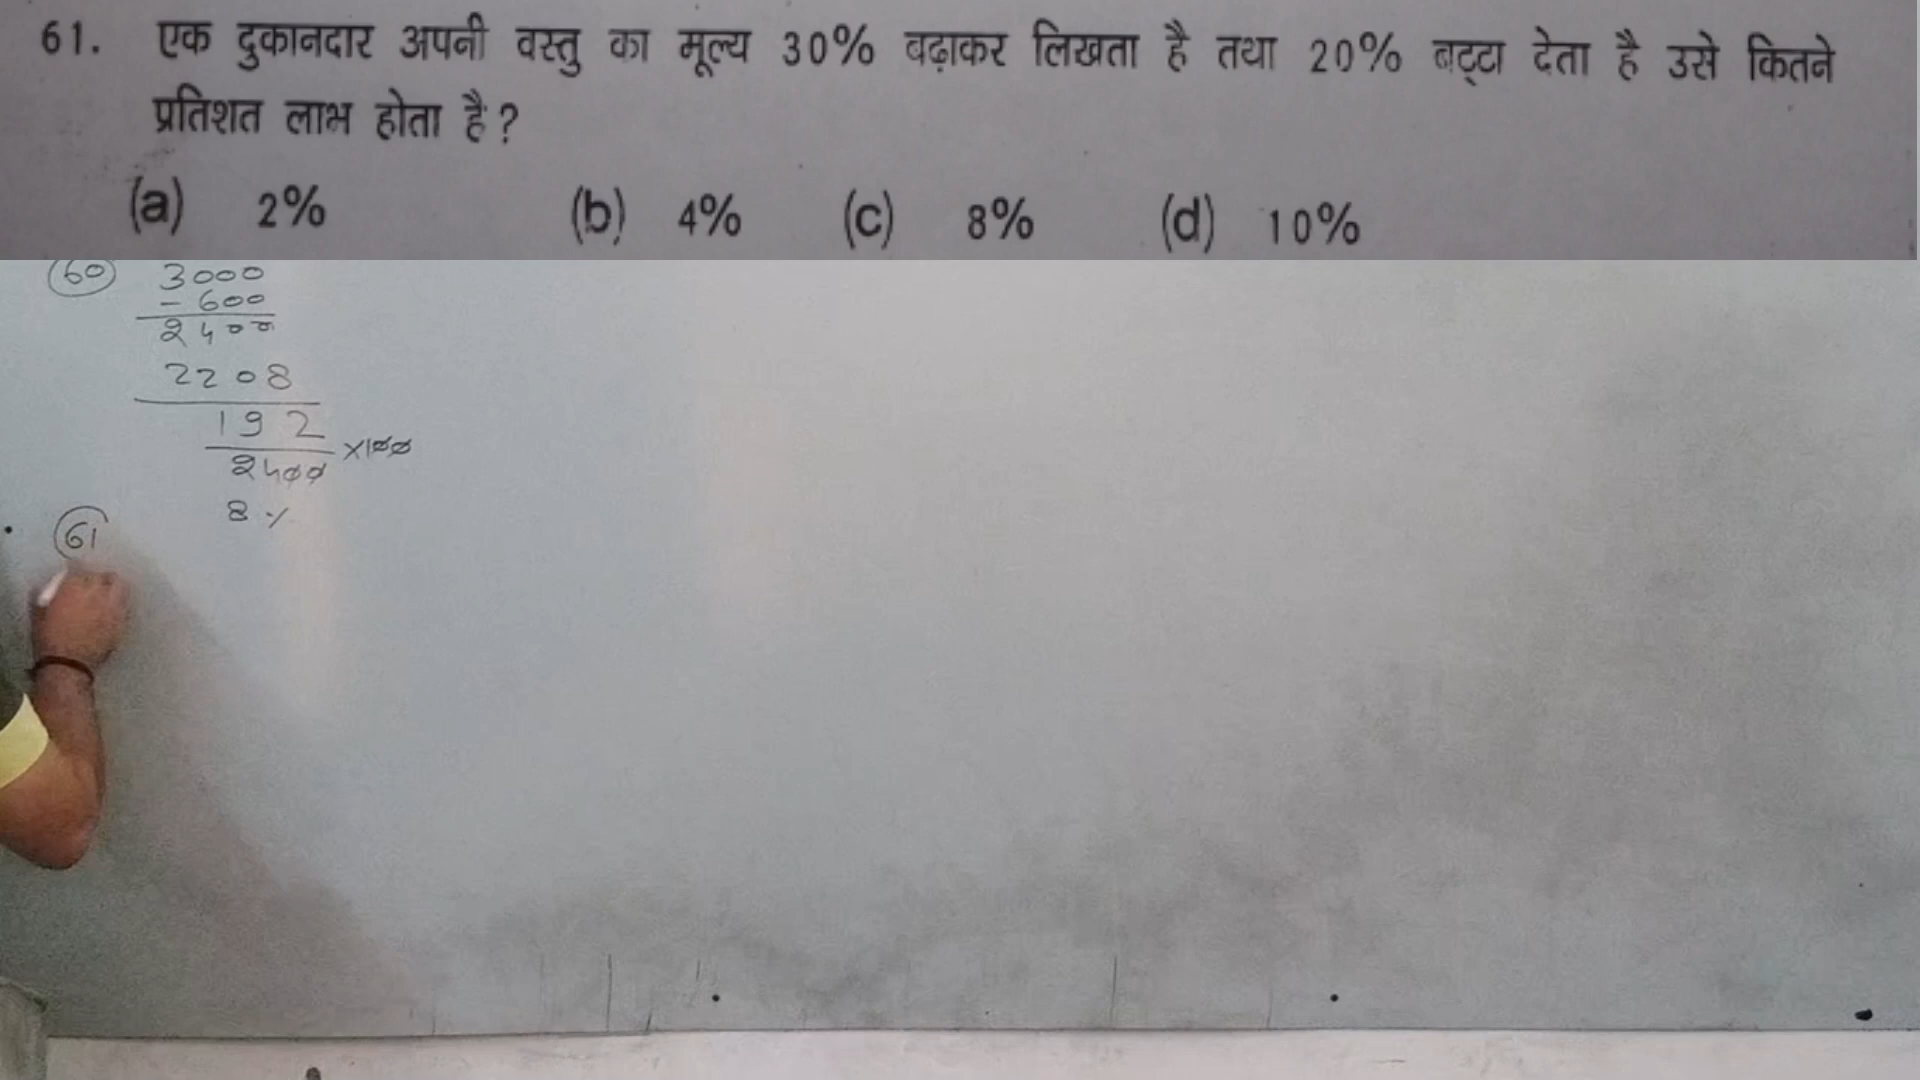 61. एक दुकानदार अपनी वस्तु का मूल्य 30% बढ़ाकर लिखता है तथा 20% बट्टा देता है उसे कितने
प्रतिशत लाभ होता है?
(a) 2% (b) 4% (c) 8% (d) 10%
60 3000
- 600
2400
2208
192
2400 ×100
8%
61